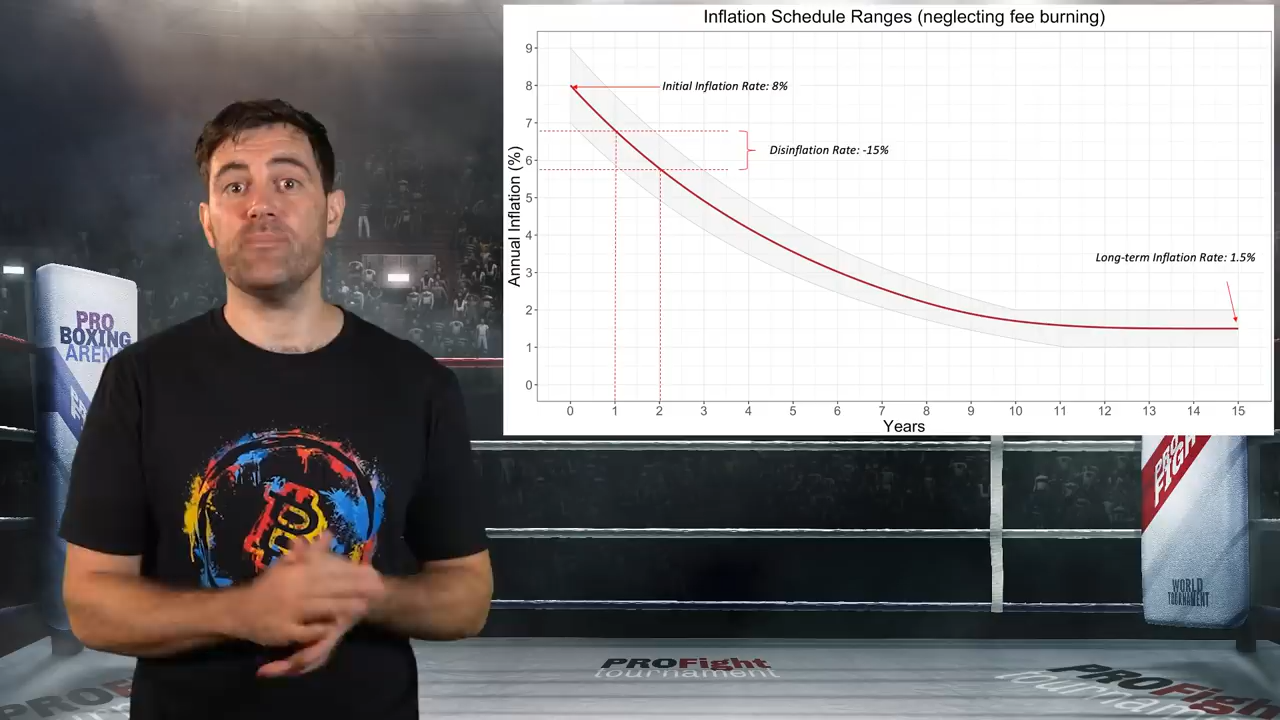 Inflation Schedule Ranges (neglecting fee burning)
9
8
7
6
5
4
3
2
1
0
Annual Inflation (%)
Initial Inflation Rate: 8%
Disinflation Rate: -15%
Long-term Inflation Rate: 1.5%
0 1 2 3 4 5 6 7 8 9 10 11 12 13 14 15
Years
PRO
BOXING
ARENA
PRO
FIGH
WORLD
TOURNAMENT
PROFight
tournament
PROFight